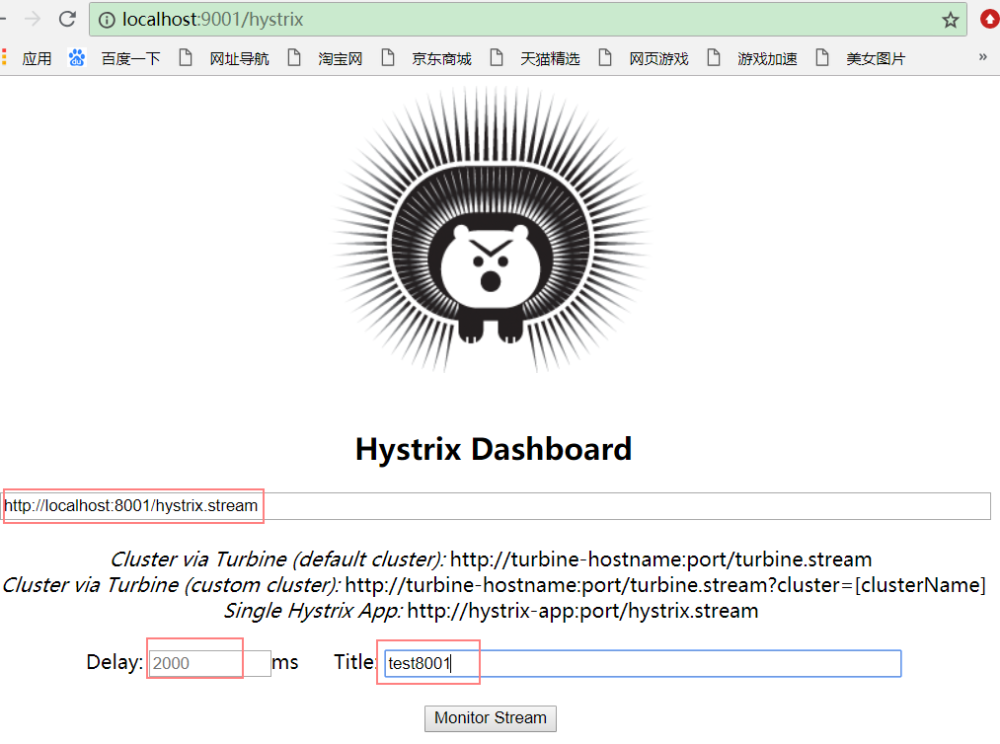 localhost:9001/hystrix
应用 百度一下 网址导航 淘宝网 京东商城 天猫精选 网页游戏 游戏加速 美女图片 »
Hystrix Dashboard
http://localhost:8001/hystrix.stream
Cluster via Turbine (default cluster): http://turbine-hostname:port/turbine.stream
Cluster via Turbine (custom cluster): http://turbine-hostname:port/turbine.stream?cluster=[clusterName]
Single Hystrix App: http://hystrix-app:port/hystrix.stream
Delay: 2000 ms Title: test8001
Monitor Stream